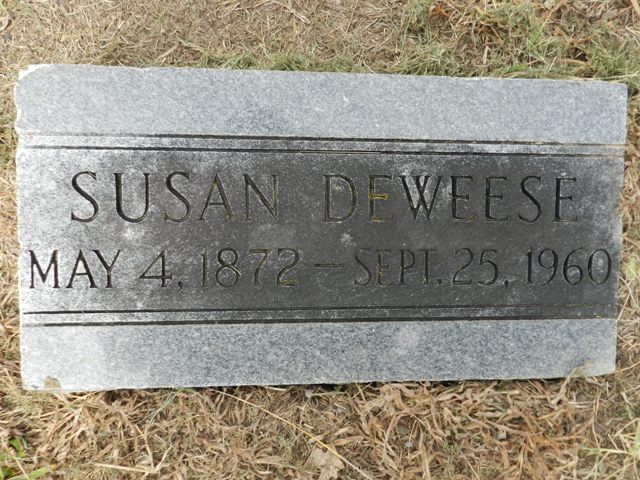 SUSAN DEWEESE
MAY 4, 1872 – SEPT. 25, 1960